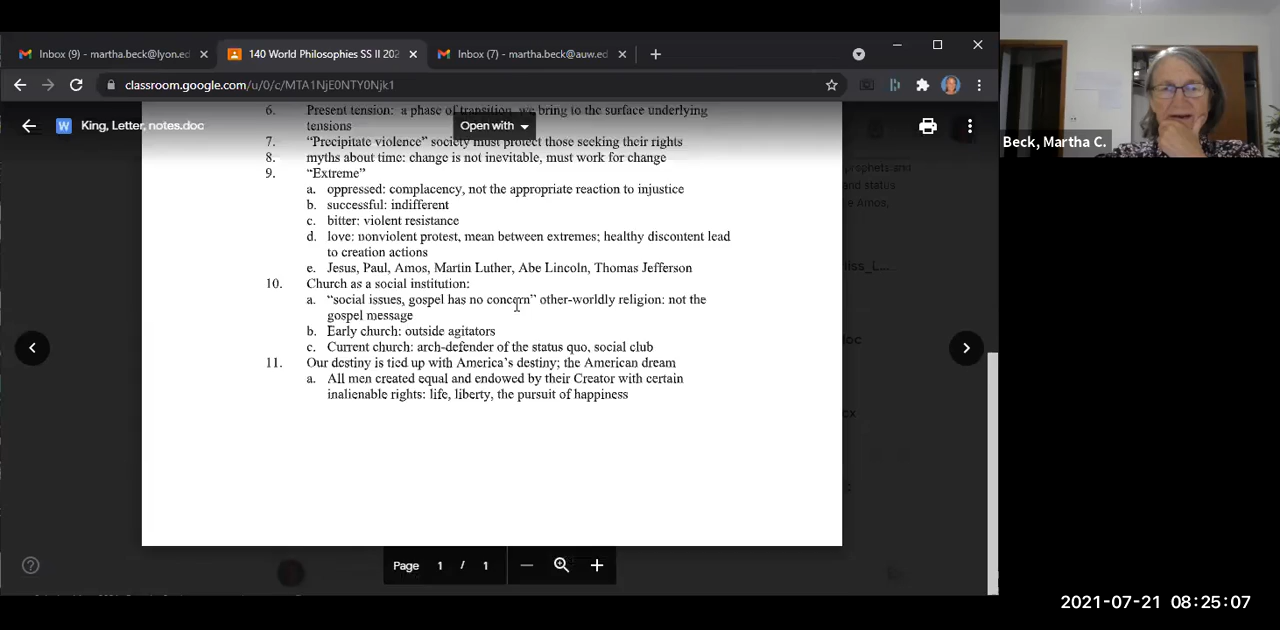 Inbox (9) - martha.beck@lyon.ed
140 World Philosophies SS II 202
Inbox (7) - martha.beck@auw.ed
classroom.google.com/u/0/c/MTA1NjE0NTY0Njk1
King, Letter, notes.doc
Open with
6. Present tension: a phase of transition, we bring to the surface underlying
tensions
7. “Precipitate violence” society must protect those seeking their rights
8. myths about time: change is not inevitable, must work for change
9. “Extreme”
a. oppressed: complacency, not the appropriate reaction to injustice
b. successful: indifferent
c. bitter: violent resistance
d. love: nonviolent protest, mean between extremes; healthy discontent lead
to creation actions
e. Jesus, Paul, Amos, Martin Luther, Abe Lincoln, Thomas Jefferson
10. Church as a social institution:
a. “social issues, gospel has no concern” other-worldly religion: not the
gospel message
b. Early church: outside agitators
c. Current church: arch-defender of the status quo, social club
11. Our destiny is tied up with America’s destiny; the American dream
a. All men created equal and endowed by their Creator with certain
inalienable rights: life, liberty, the pursuit of happiness
Page 1 / 1
prophets and
and status
e Amos,
Beck, Martha C.
2021-07-21 08:25:07